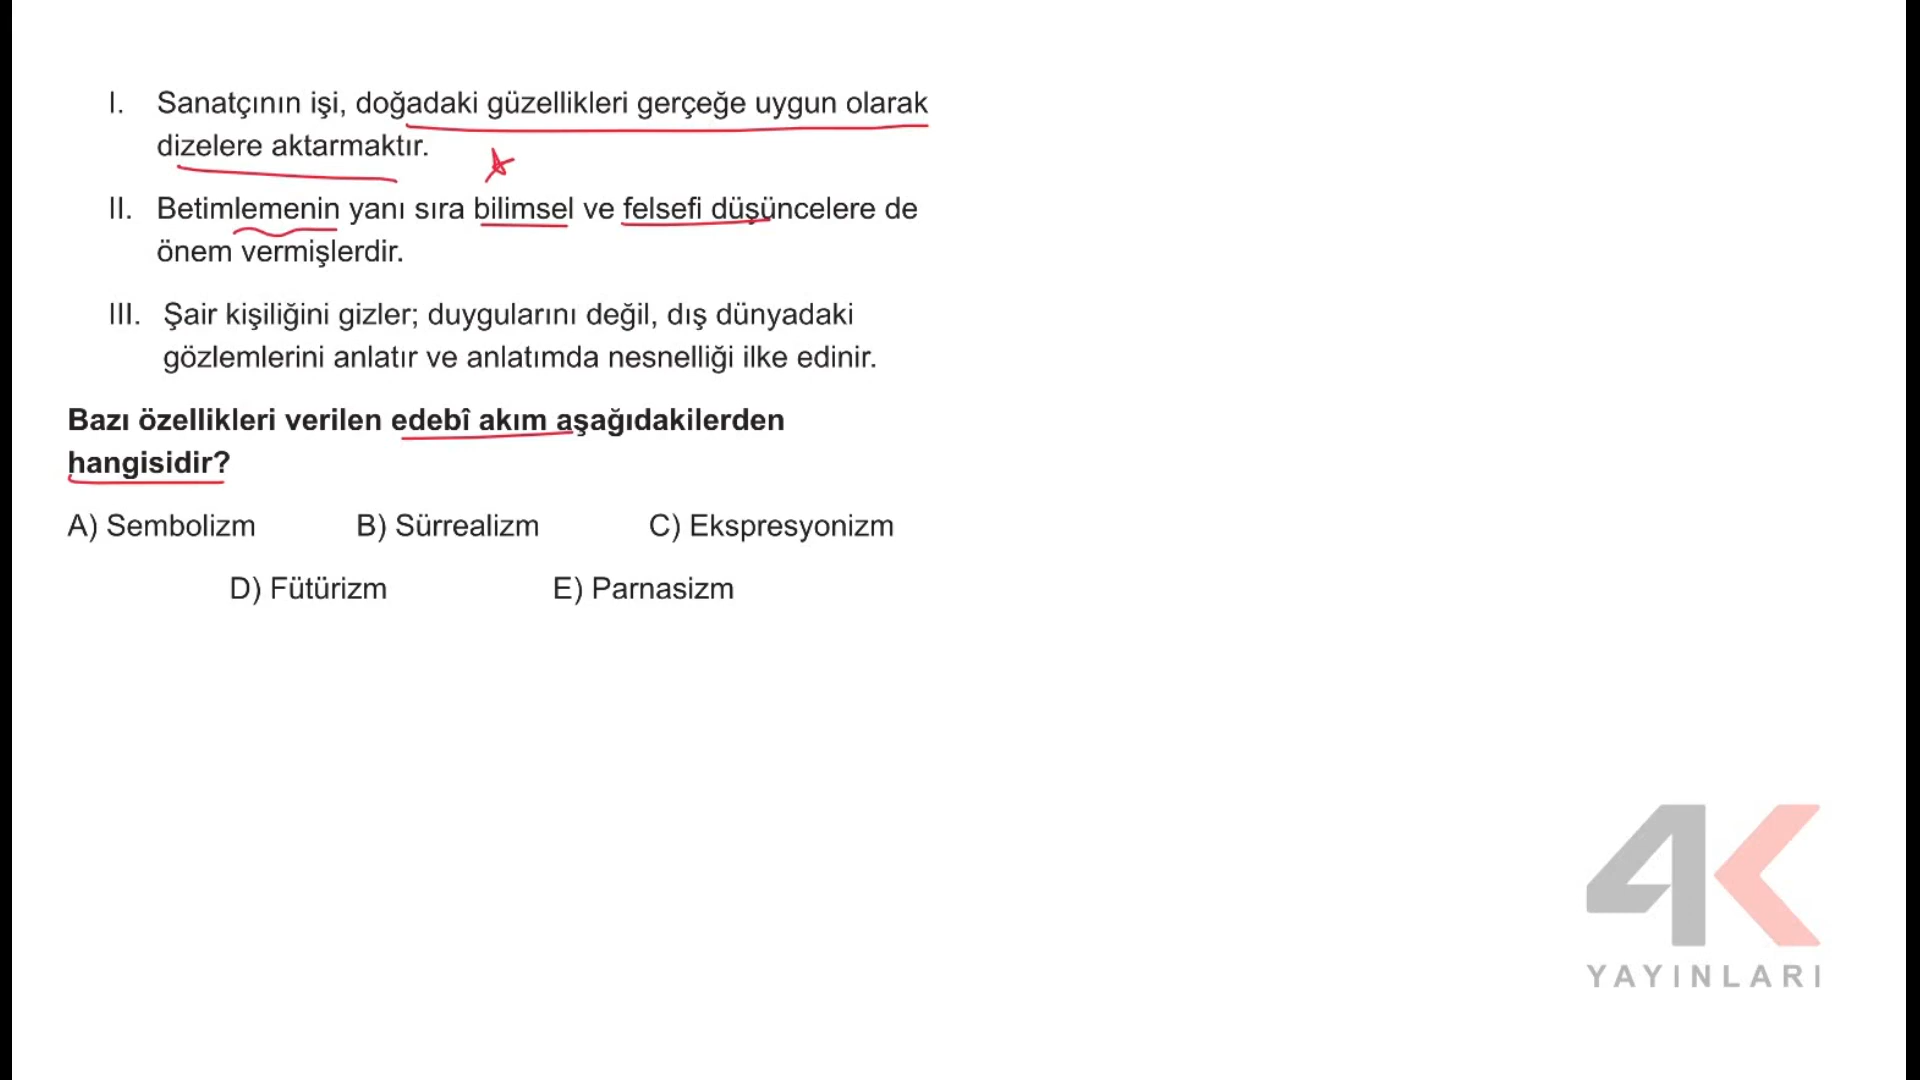 I. Sanatçının işi, doğadaki güzellikleri gerçeğe uygun olarak
dizelere aktarmaktır.
II. Betimlemenin yanı sıra bilimsel ve felsefi düşüncelere de
önem vermişlerdir.
III. Şair kişiliğini gizler; duygularını değil, dış dünyadaki
gözlemlerini anlatır ve anlatımda nesnelliği ilke edinir.
Bazı özellikleri verilen edebî akım aşağıdakilerden
hangisidir?
A) Sembolizm B) Sürrealizm C) Ekspresyonizm
D) Fütürizm E) Parnasizm
4K
YAYINLARI